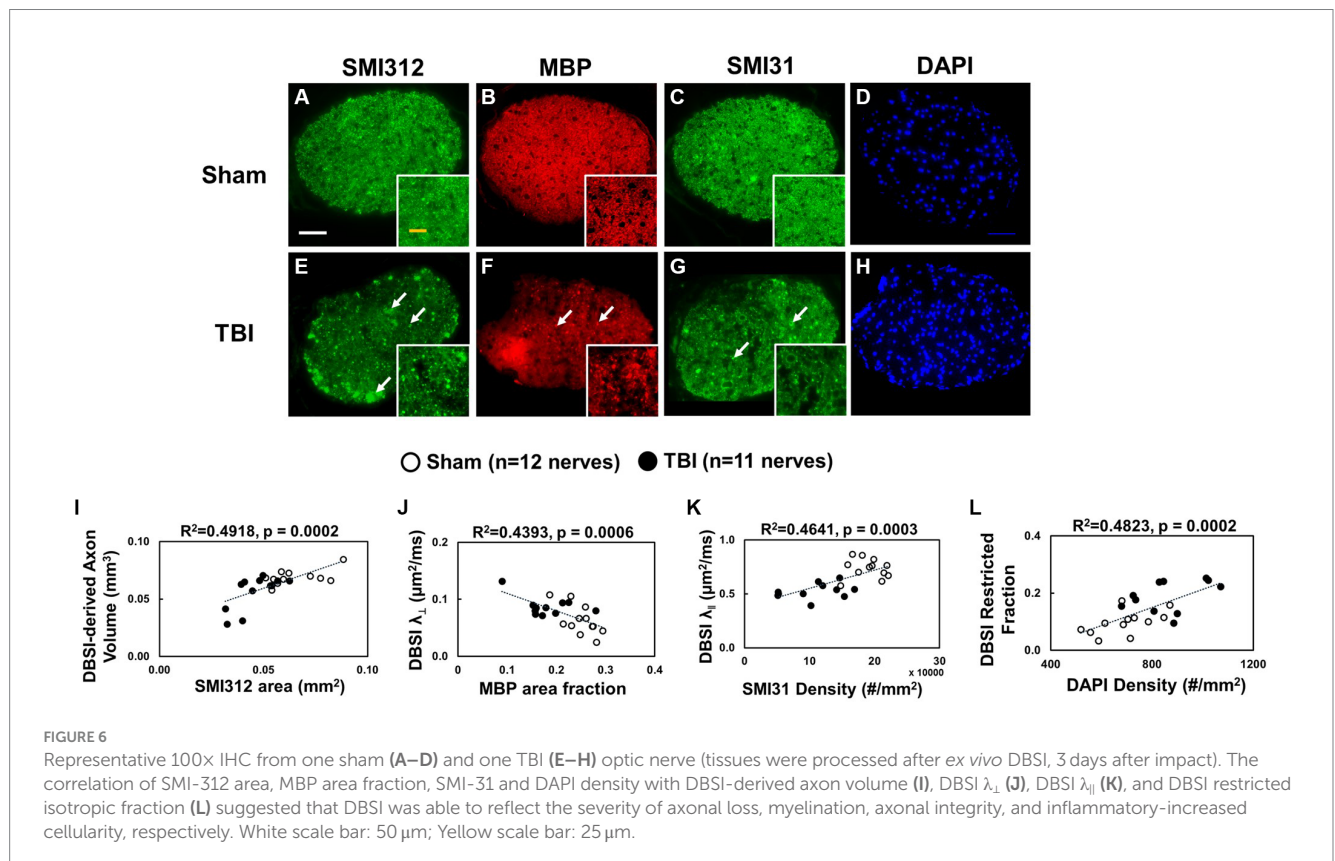 SMI312 MBP SMI31 DAPI
Sham
A B C D
TBI
E F G H
Sham (n=12 nerves) TBI (n=11 nerves)
I
R²=0.4918, p = 0.0002
DBSI-derived Axon
Volume (mm³)
0.10
0.05
0.00
0.00 0.05 0.10
SMI312 area (mm²)
J
R²=0.4393, p = 0.0006
DBSI λ⊥ (µm²/ms)
0.2
0.1
0.0
0 0.1 0.2 0.3 0.4
MBP area fraction
K
R²=0.4641, p = 0.0003
DBSI λ∥ (µm²/ms)
1.0
0.5
0.0
0 10 20 30
x 10000
SMI31 Density (#/mm²)
L
R²=0.4823, p = 0.0002
DBSI Restricted
Fraction
0.4
0.2
0.0
400 800 1200
DAPI Density (#/mm²)
FIGURE 6
Representative 100× IHC from one sham (A–D) and one TBI (E–H) optic nerve (tissues were processed after ex vivo DBSI, 3 days after impact). The
correlation of SMI-312 area, MBP area fraction, SMI-31 and DAPI density with DBSI-derived axon volume (I), DBSI λ⊥ (J), DBSI λ∥ (K), and DBSI restricted
isotropic fraction (L) suggested that DBSI was able to reflect the severity of axonal loss, myelination, axonal integrity, and inflammatory-increased
cellularity, respectively. White scale bar: 50 μm; Yellow scale bar: 25 μm.